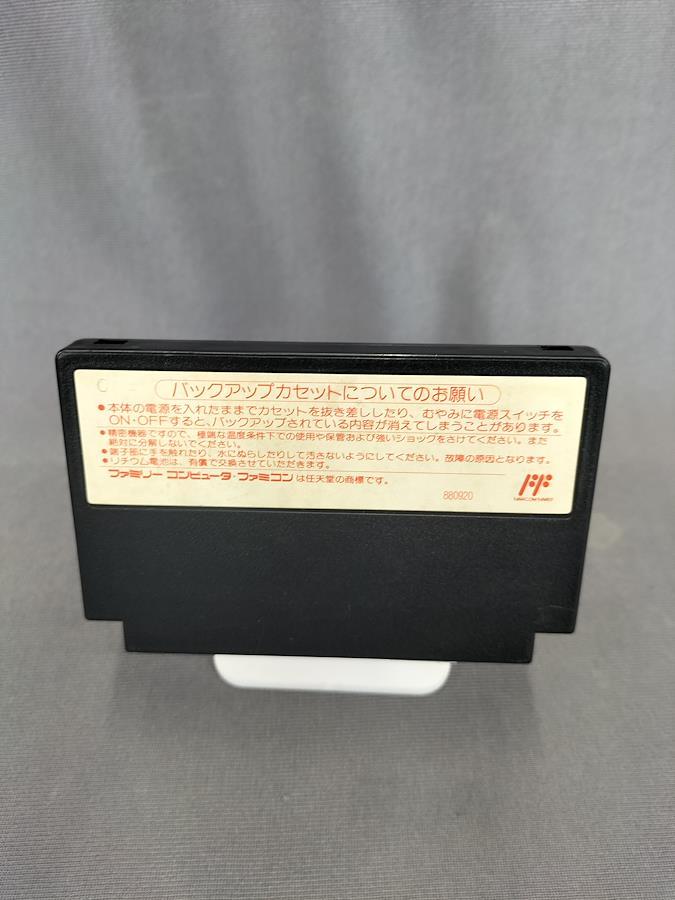 C
バックアップカセットについてのお願い
●本体の電源を入れたままでカセットを抜き差ししたり、むやみに電源スイッチを
ON・OFFすると、バックアップされている内容が消えてしまうことがあります。
●精密機器ですので、極端な温度条件下での使用や保管および強いショックをさけてください。また
絶対に分解しないでください。
●端子部に手を触れたり、水にぬらしたりして汚さないようにしてください。故障の原因となります。
●リチウム電池は、有償で交換させていただきます。
ファミリーコンピュータ・ファミコンは任天堂の商標です。
880920